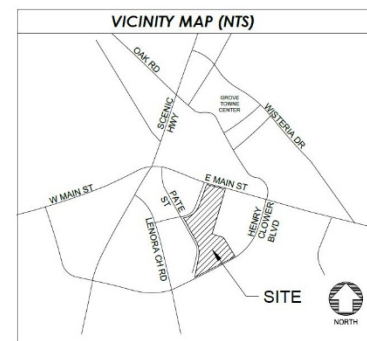 VICINITY MAP (NTS)
OAK RD
SCENIC
HWY
GROVE
TOWNE
CENTER
WISTERIA DR
W MAIN ST
E MAIN ST
PATE
ST
HENRY
CLOWER
BLVD
LENORA CH RD
SITE
NORTH